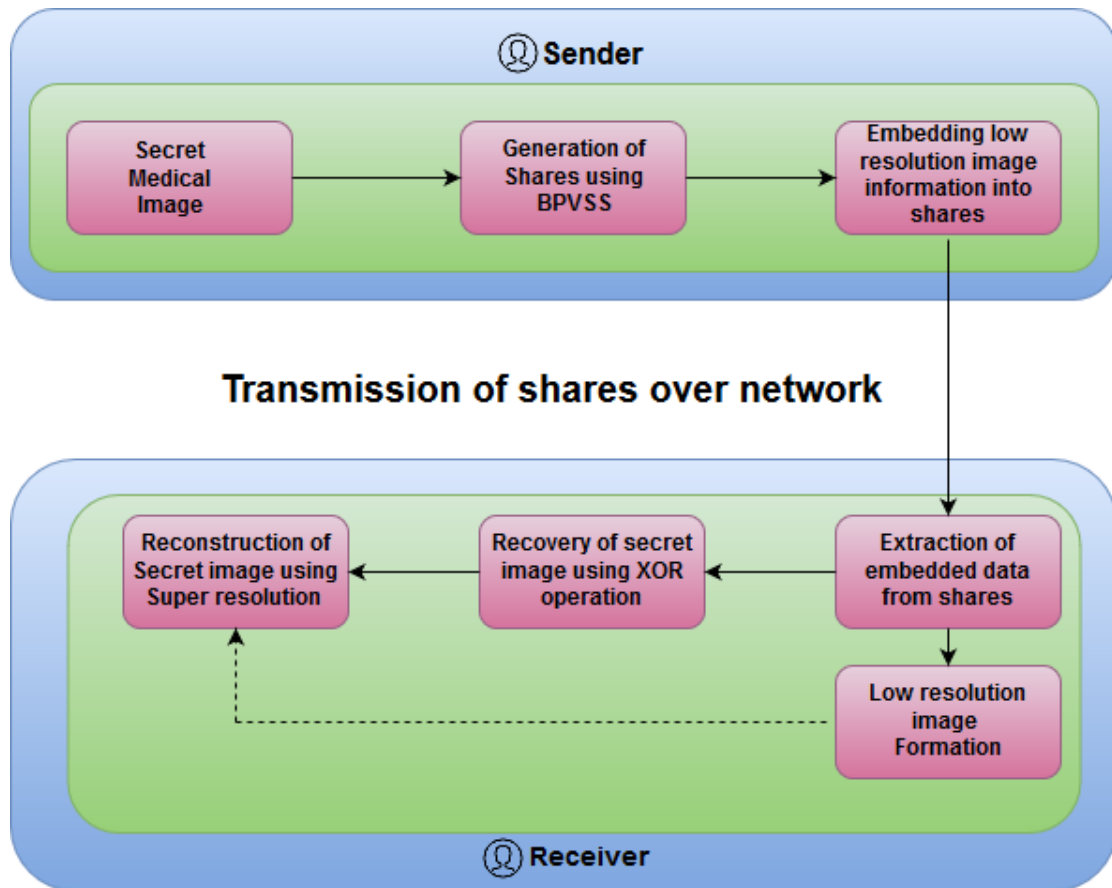 Sender
Secret
Medical
Image
Generation of
Shares using
BPVSS
Embedding low
resolution image
information into
shares
Transmission of shares over network
Reconstruction of
Secret image using
Super resolution
Recovery of secret
image using XOR
operation
Extraction of
embedded data
from shares
Low resolution
image
Formation
Receiver